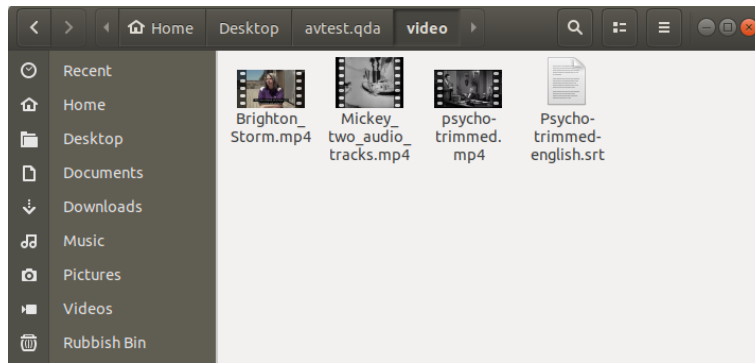 Home Desktop avtest.qda video
Recent
Home
Desktop
Documents
Downloads
Music
Pictures
Videos
Rubbish Bin
Brighton_
Storm.mp4
Mickey_
two_audio_
tracks.mp4
psycho-
trimmed.
mp4
Psycho-
trimmed-
english.srt